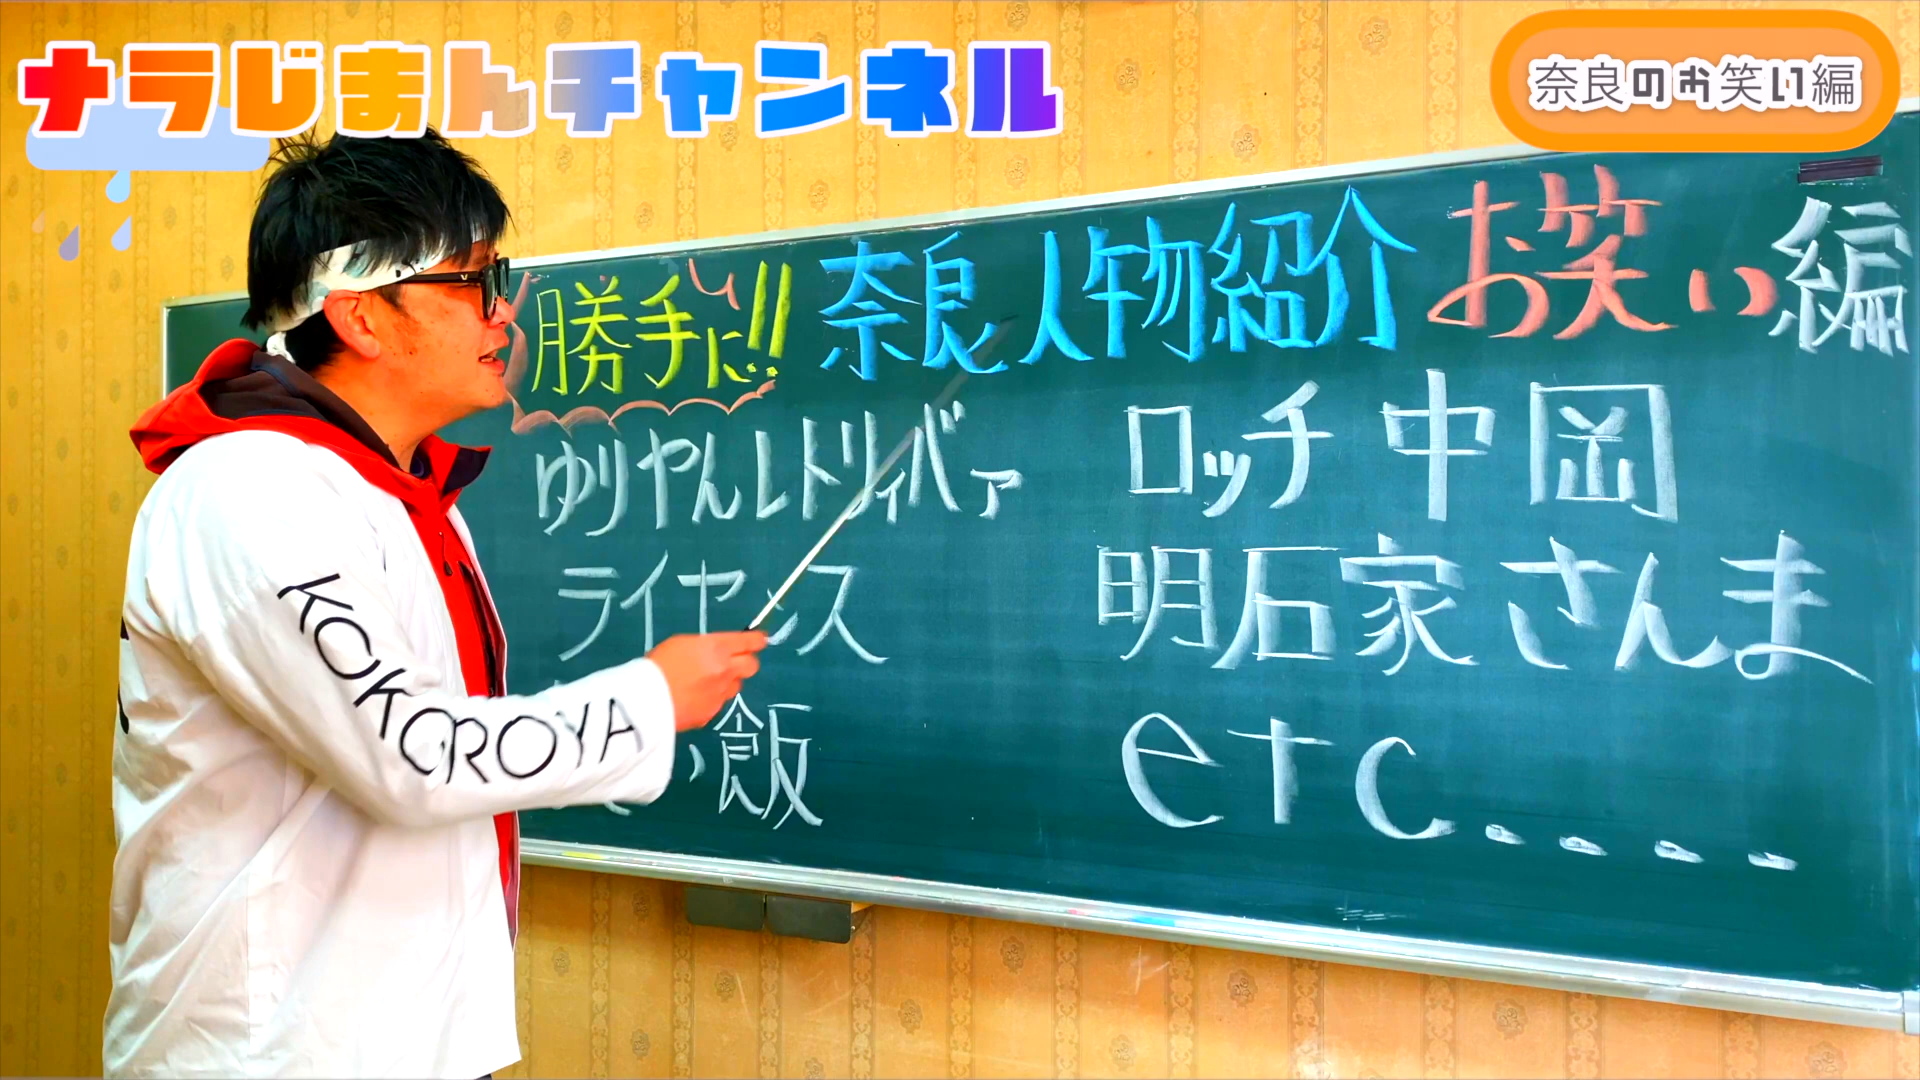 ナラじまんチャンネル
奈良のお笑い編
勝手に!! 奈良人物紹介 お笑い編
ゆりやんレトリィバァ ロッチ中岡
ライセンス 明石家さんま
飯 etc....
KOKOROYA